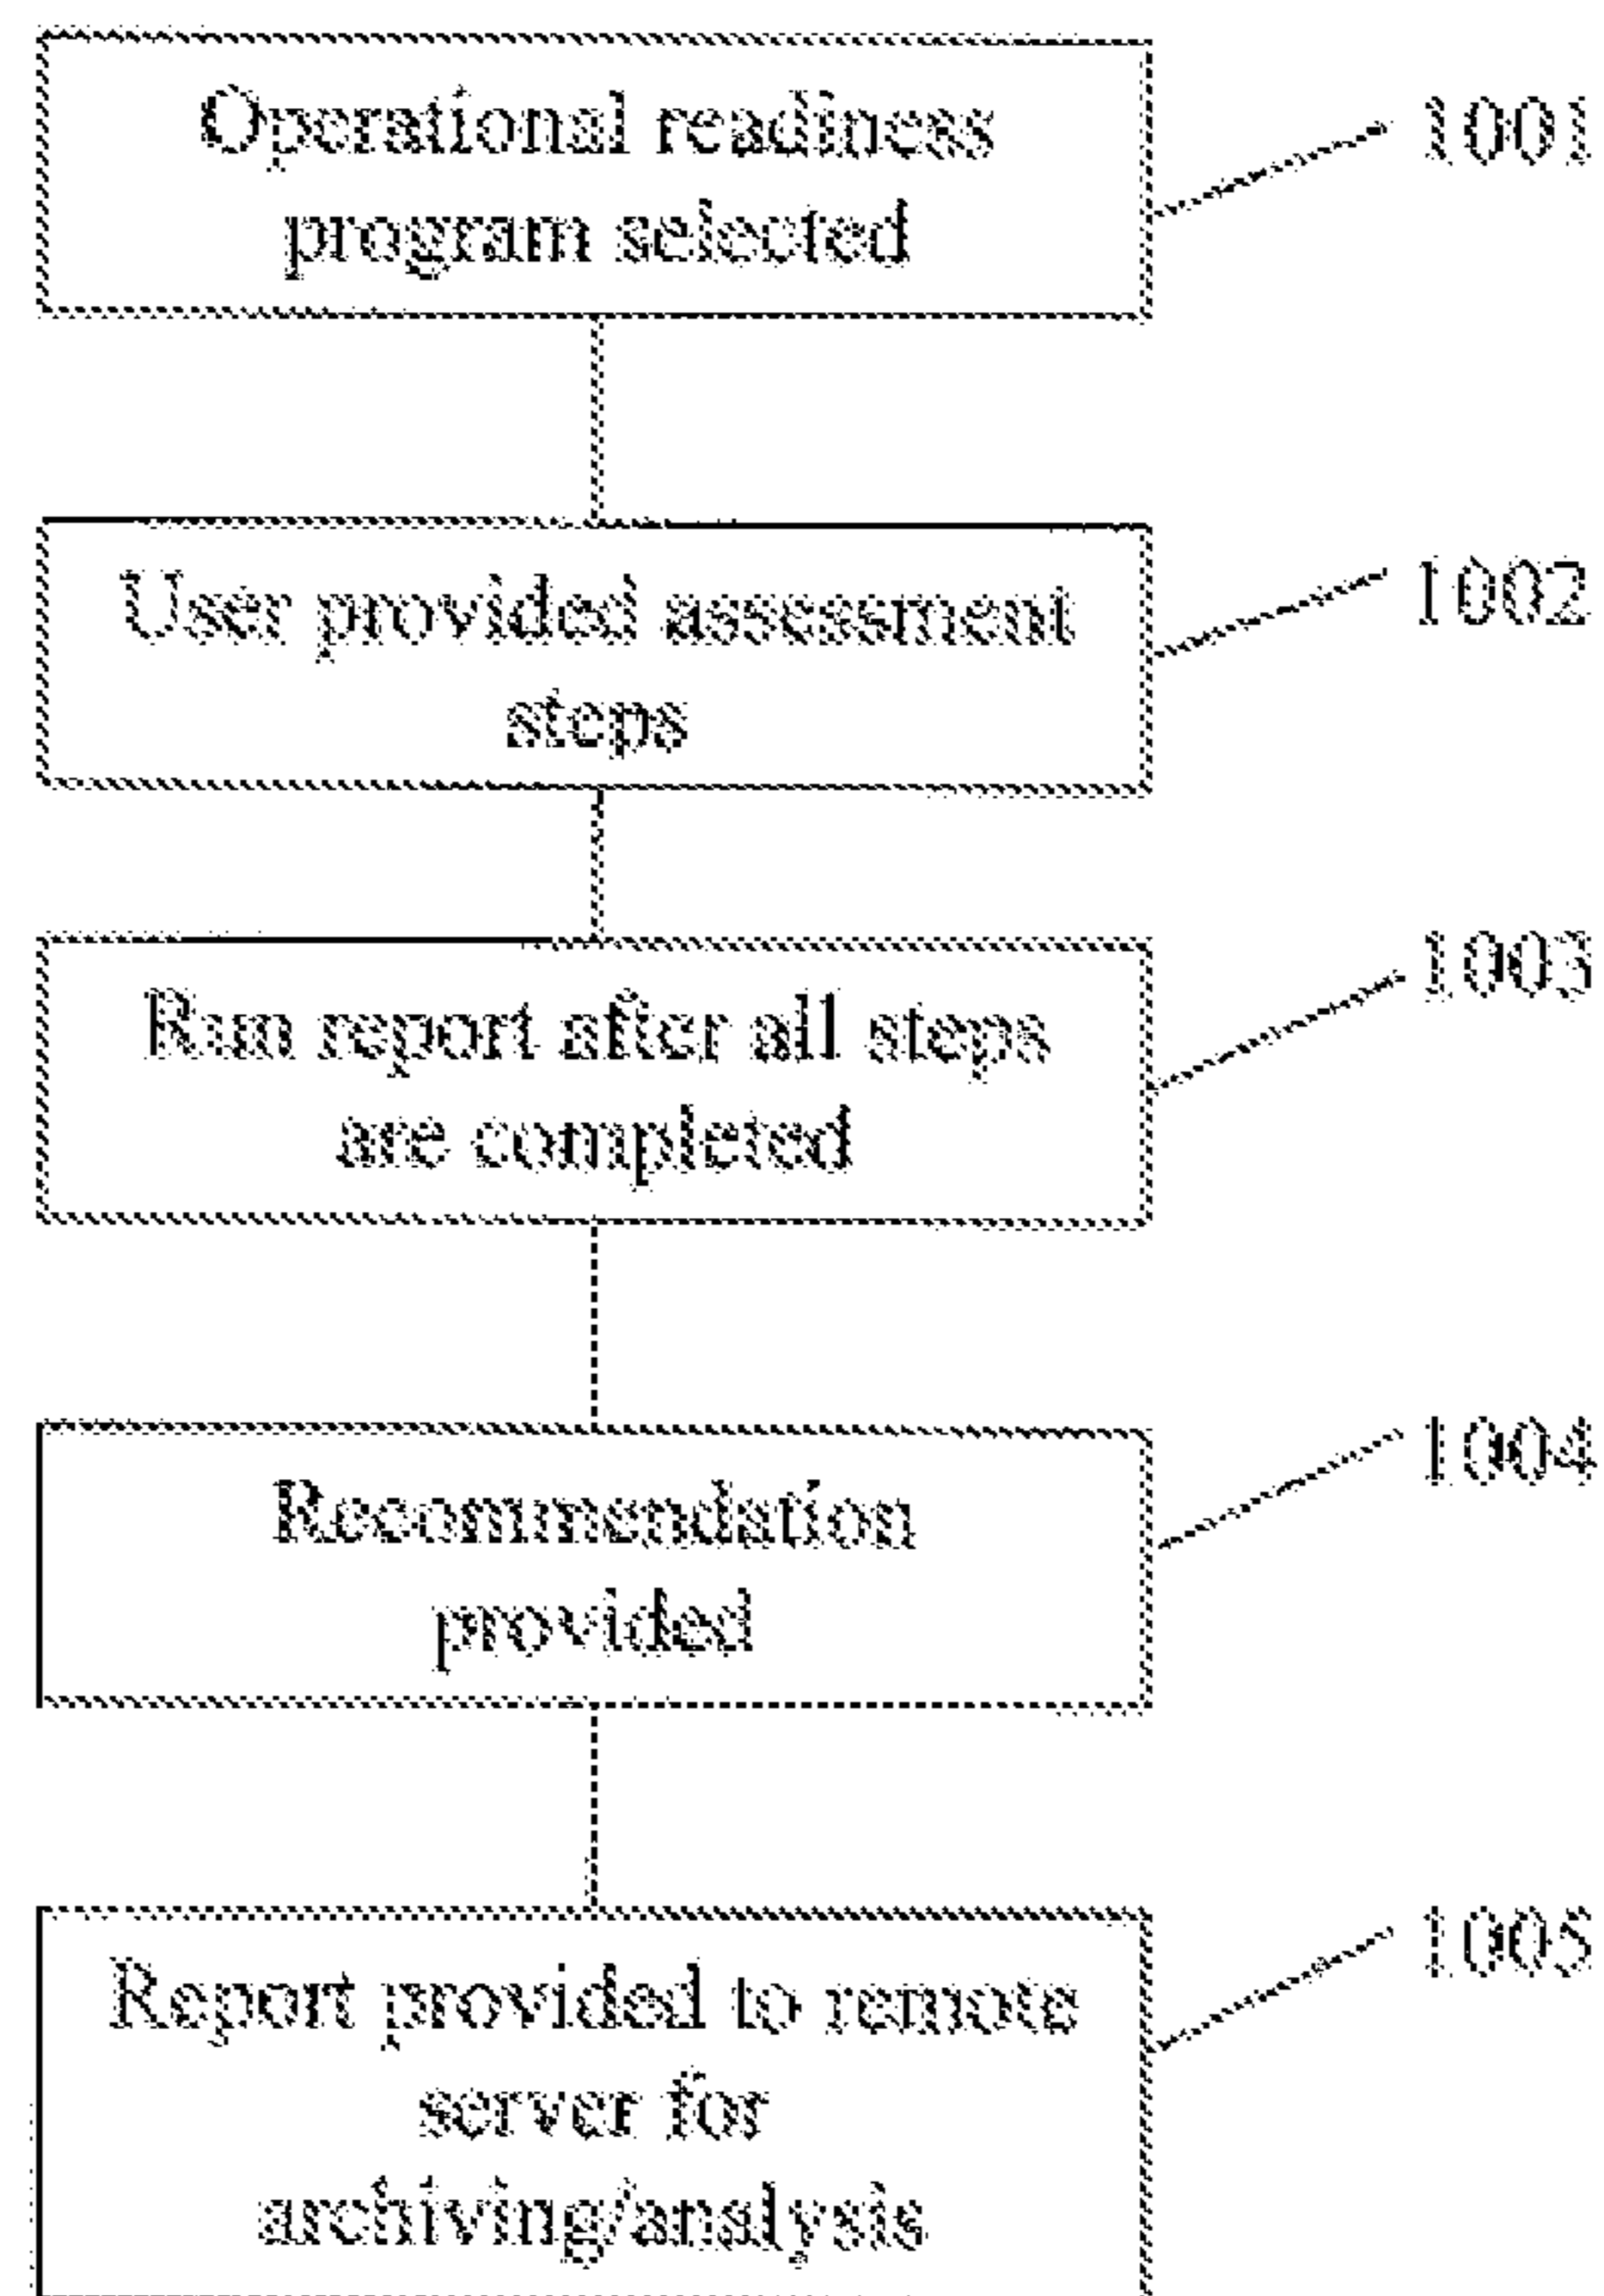 Operational readiness
program selected
1001
User provided assessment
steps
1002
Run report after all steps
are completed
1003
Recommendation
provided
1004
Report provided to remote
server for
archiving/analysis
1005